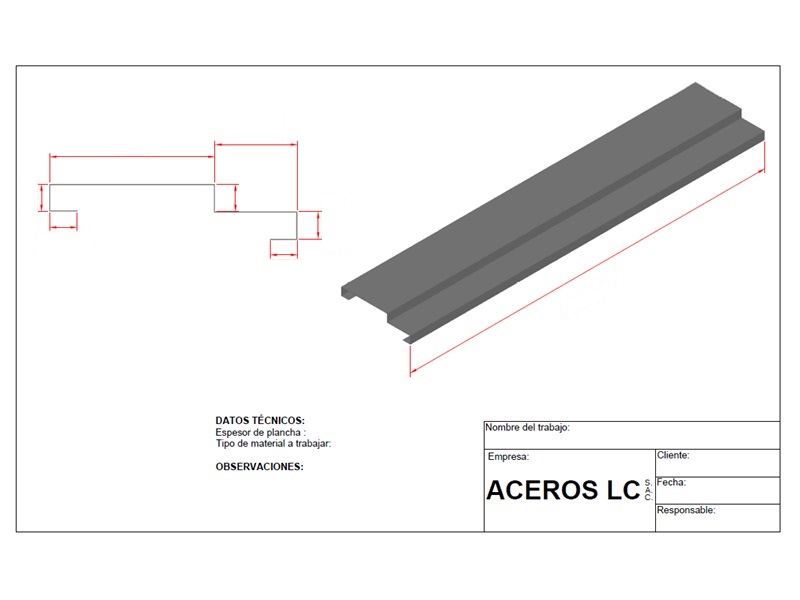 DATOS TÉCNICOS:
Espesor de plancha :
Tipo de material a trabajar:
OBSERVACIONES:
Nombre del trabajo:
Empresa:
ACEROS LC S.A.C.
Cliente:
Fecha:
Responsable: